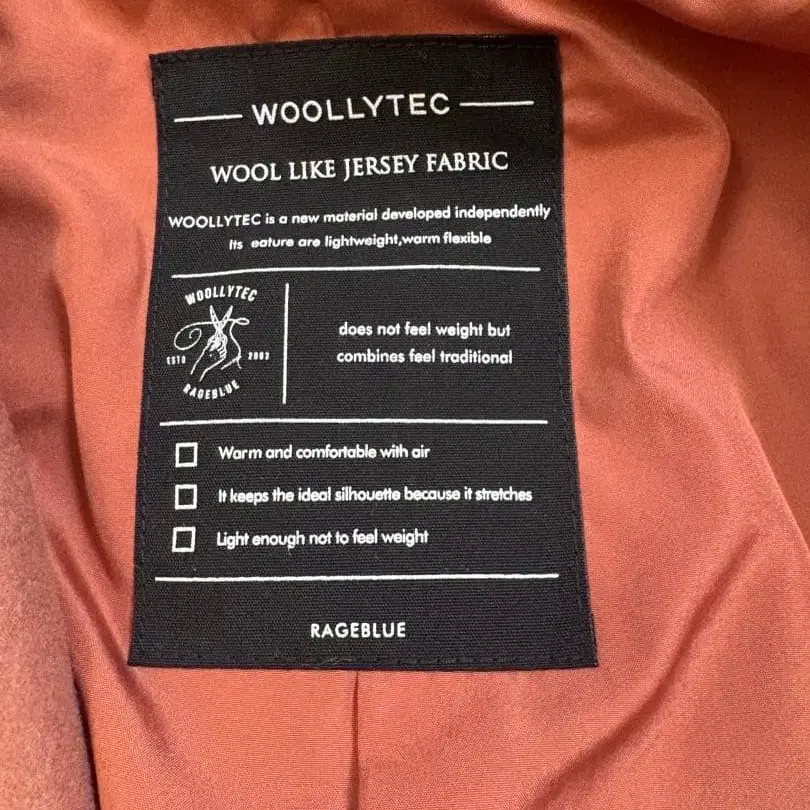 WOOLLYTEC
WOOL LIKE JERSEY FABRIC
WOOLLYTEC is a new material developed independently
Its eature are lightweight,warm flexible
WOOLLYTEC
ESTD 2003
RAGEBLUE
does not feel weight but
combines feel traditional
Warm and comfortable with air
It keeps the ideal silhouette because it stretches
Light enough not to feel weight
RAGEBLUE